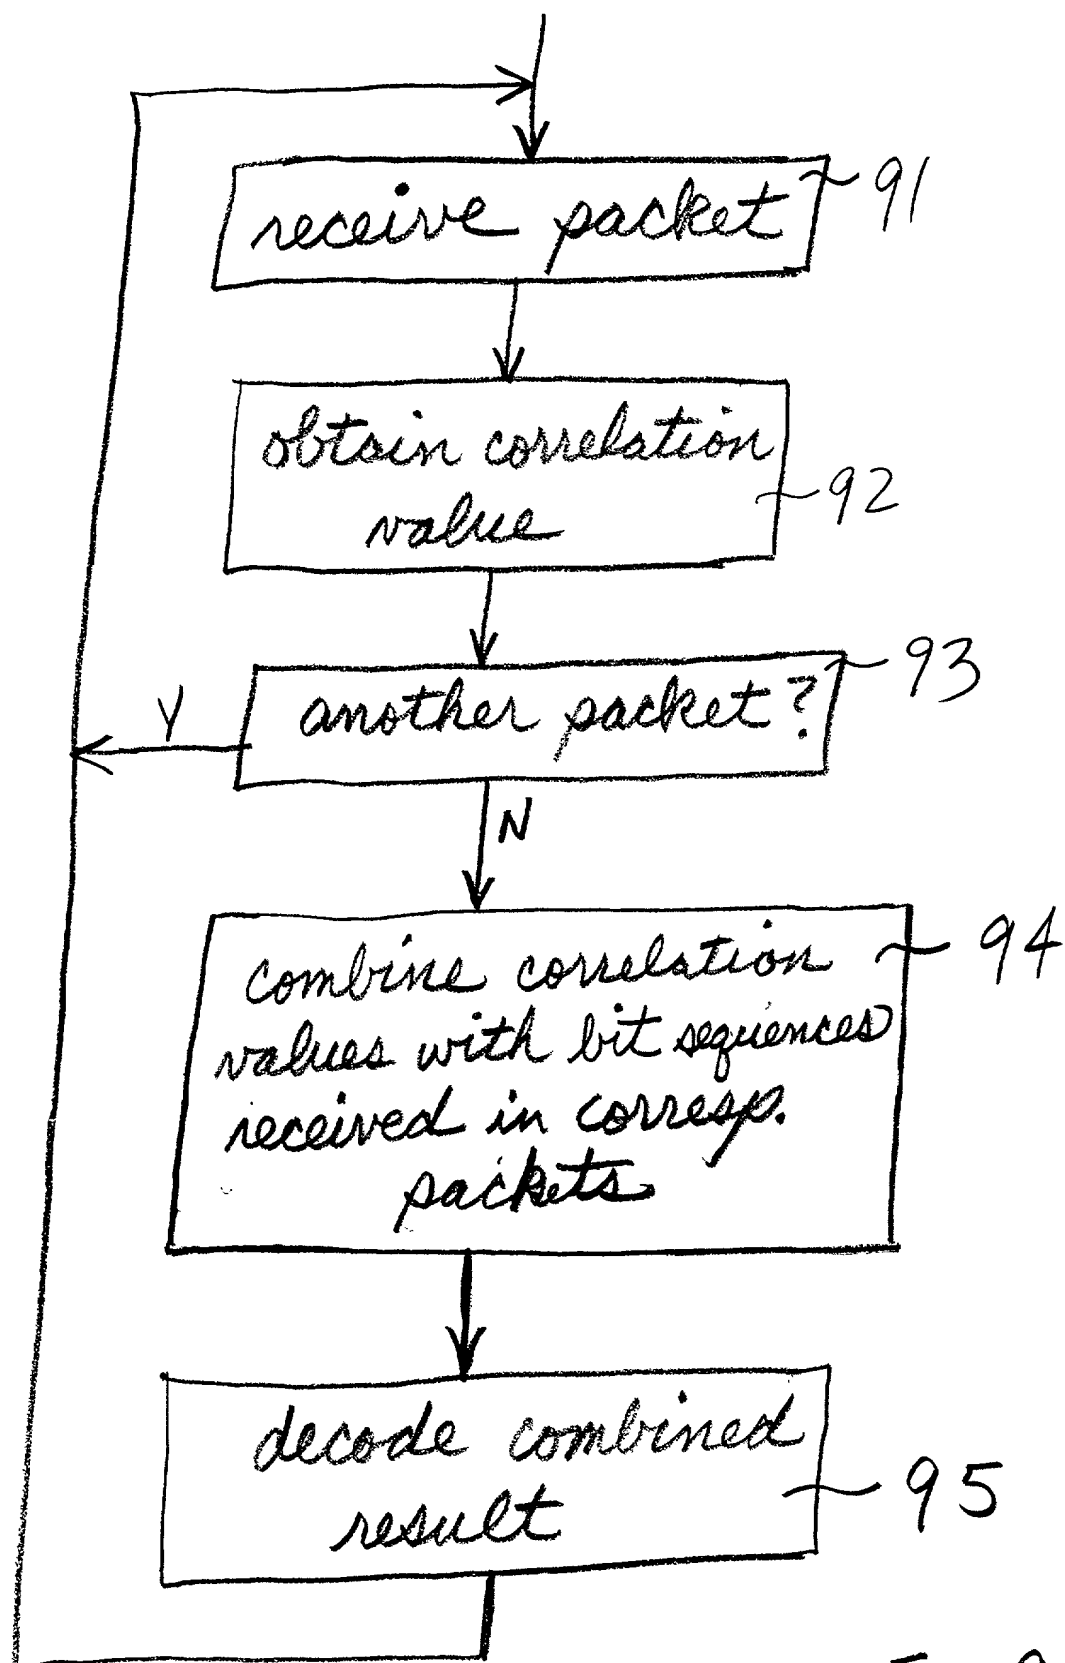 receive packet
91
obtain correlation
value
92
another packet?
93
Y
N
combine correlation
values with bit sequences
received in corresp.
packets
94
decode combined
result
95